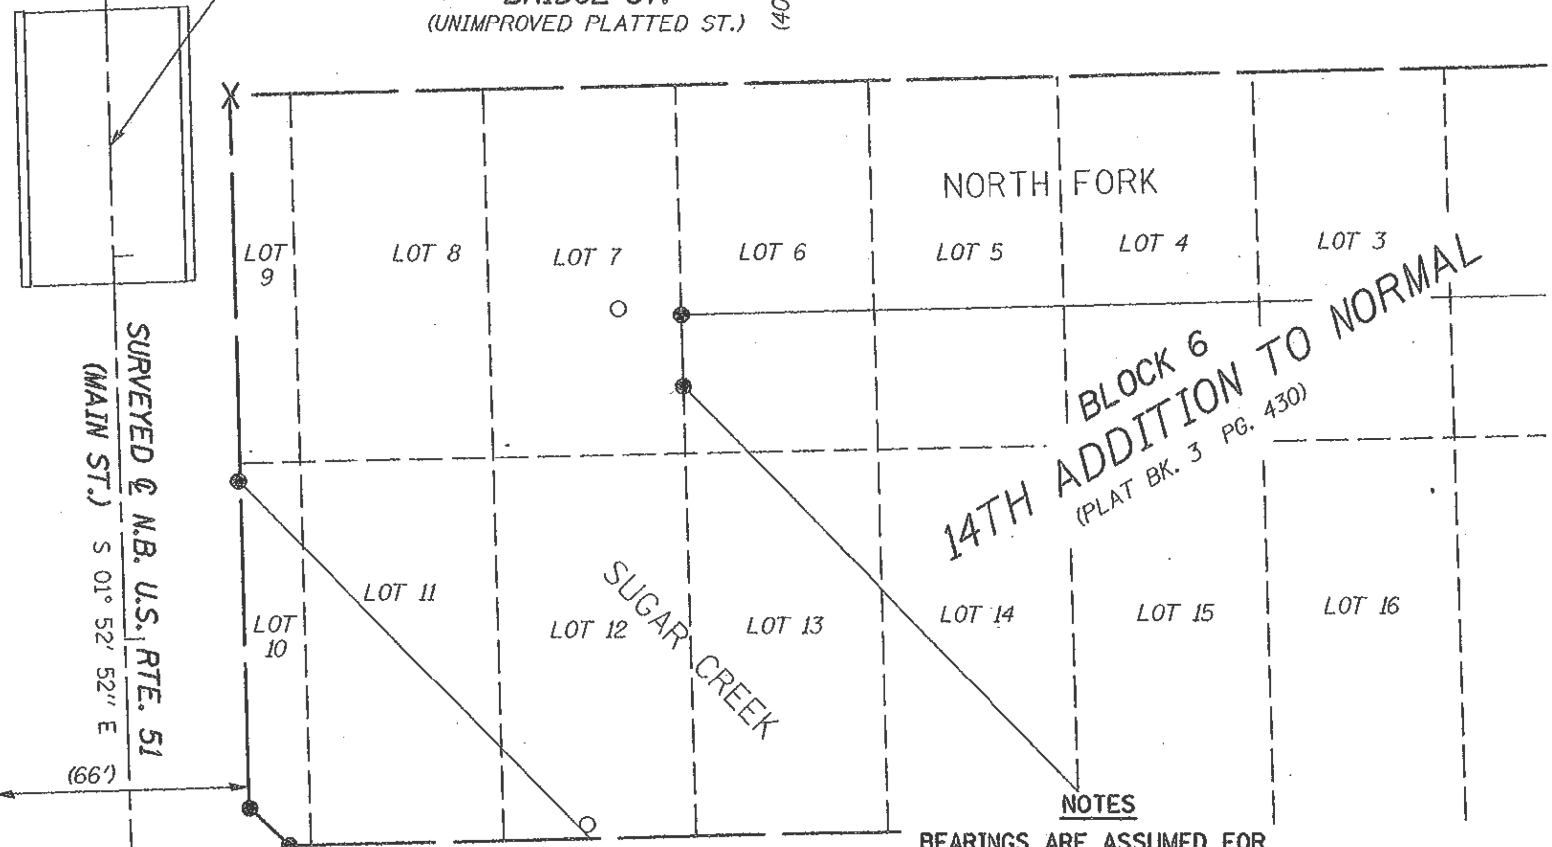 BRIDGE ST.
(UNIMPROVED PLATTED ST.)
(40
X
NORTH FORK
LOT 9
LOT 8
LOT 7
LOT 6
LOT 5
LOT 4
LOT 3
BLOCK 6
14TH ADDITION TO NORMAL
(PLAT BK. 3 PG. 430)
SURVEYED ℄ N.B. U.S. RTE. 51
(MAIN ST.) S 01° 52' 52" E
LOT 10
LOT 11
LOT 12
LOT 13
LOT 14
LOT 15
LOT 16
SUGAR CREEK
(66')
NOTES
BEARINGS ARE ASSUMED FOR